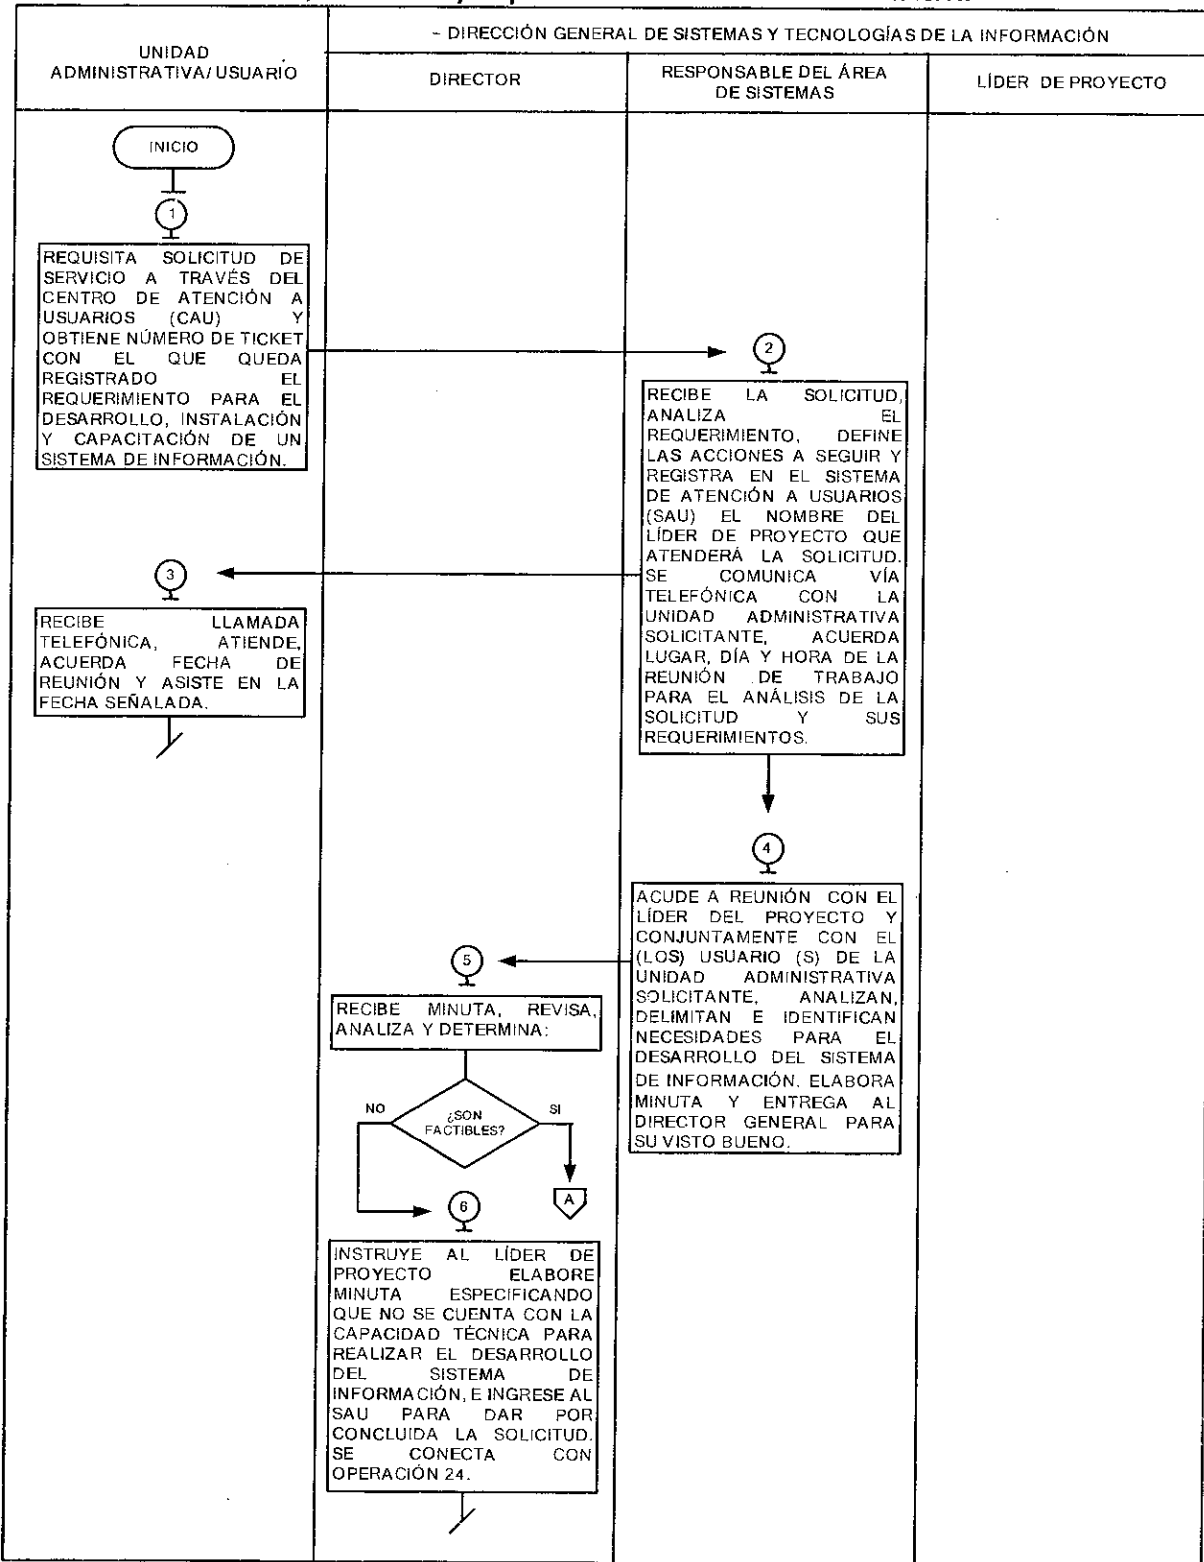 UNIDAD
ADMINISTRATIVA/ USUARIO
- DIRECCIÓN GENERAL DE SISTEMAS Y TECNOLOGÍAS DE LA INFORMACIÓN
DIRECTOR
RESPONSABLE DEL ÁREA
DE SISTEMAS
LÍDER DE PROYECTO
INICIO
1
REQUISITA SOLICITUD DE
SERVICIO A TRAVÉS DEL
CENTRO DE ATENCIÓN A
USUARIOS (CAU) Y
OBTIENE NÚMERO DE TICKET
CON EL QUE QUEDA
REGISTRADO EL
REQUERIMIENTO PARA EL
DESARROLLO, INSTALACIÓN
Y CAPACITACIÓN DE UN
SISTEMA DE INFORMACIÓN.
2
RECIBE LA SOLICITUD,
ANALIZA EL
REQUERIMIENTO, DEFINE
LAS ACCIONES A SEGUIR Y
REGISTRA EN EL SISTEMA
DE ATENCIÓN A USUARIOS
(SAU) EL NOMBRE DEL
LÍDER DE PROYECTO QUE
ATENDERÁ LA SOLICITUD.
SE COMUNICA VÍA
TELEFÓNICA CON LA
UNIDAD ADMINISTRATIVA
SOLICITANTE, ACUERDA
LUGAR, DÍA Y HORA DE LA
REUNIÓN DE TRABAJO
PARA EL ANÁLISIS DE LA
SOLICITUD Y SUS
REQUERIMIENTOS.
3
RECIBE LLAMADA
TELEFÓNICA, ATIENDE,
ACUERDA FECHA DE
REUNIÓN Y ASISTE EN LA
FECHA SEÑALADA.
4
ACUDE A REUNIÓN CON EL
LÍDER DEL PROYECTO Y
CONJUNTAMENTE CON EL
(LOS) USUARIO (S) DE LA
UNIDAD ADMINISTRATIVA
SOLICITANTE, ANALIZAN,
DELIMITAN E IDENTIFICAN
NECESIDADES PARA EL
DESARROLLO DEL SISTEMA
DE INFORMACIÓN. ELABORA
MINUTA Y ENTREGA AL
DIRECTOR GENERAL PARA
SU VISTO BUENO.
5
RECIBE MINUTA, REVISA,
ANALIZA Y DETERMINA:
NO
¿SON
FACTIBLES?
SI
A
6
INSTRUYE AL LÍDER DE
PROYECTO ELABORE
MINUTA ESPECIFICANDO
QUE NO SE CUENTA CON LA
CAPACIDAD TÉCNICA PARA
REALIZAR EL DESARROLLO
DEL SISTEMA DE
INFORMACIÓN, E INGRESE AL
SAU PARA DAR POR
CONCLUIDA LA SOLICITUD.
SE CONECTA CON
OPERACIÓN 24.